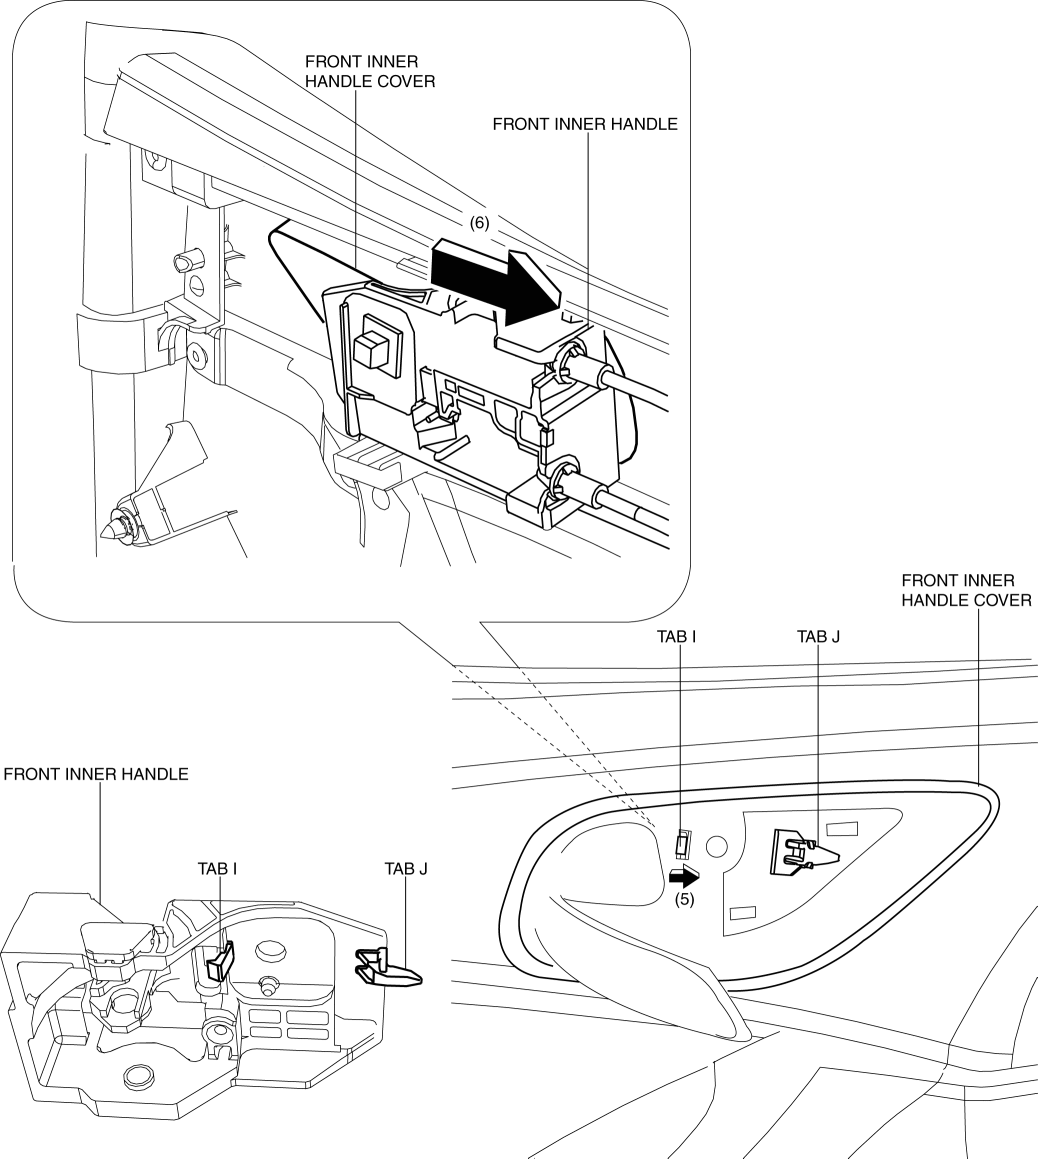 FRONT INNER
HANDLE COVER
FRONT INNER HANDLE
(6)
FRONT INNER
HANDLE COVER
TAB I
TAB J
(5)
FRONT INNER HANDLE
TAB I
TAB J